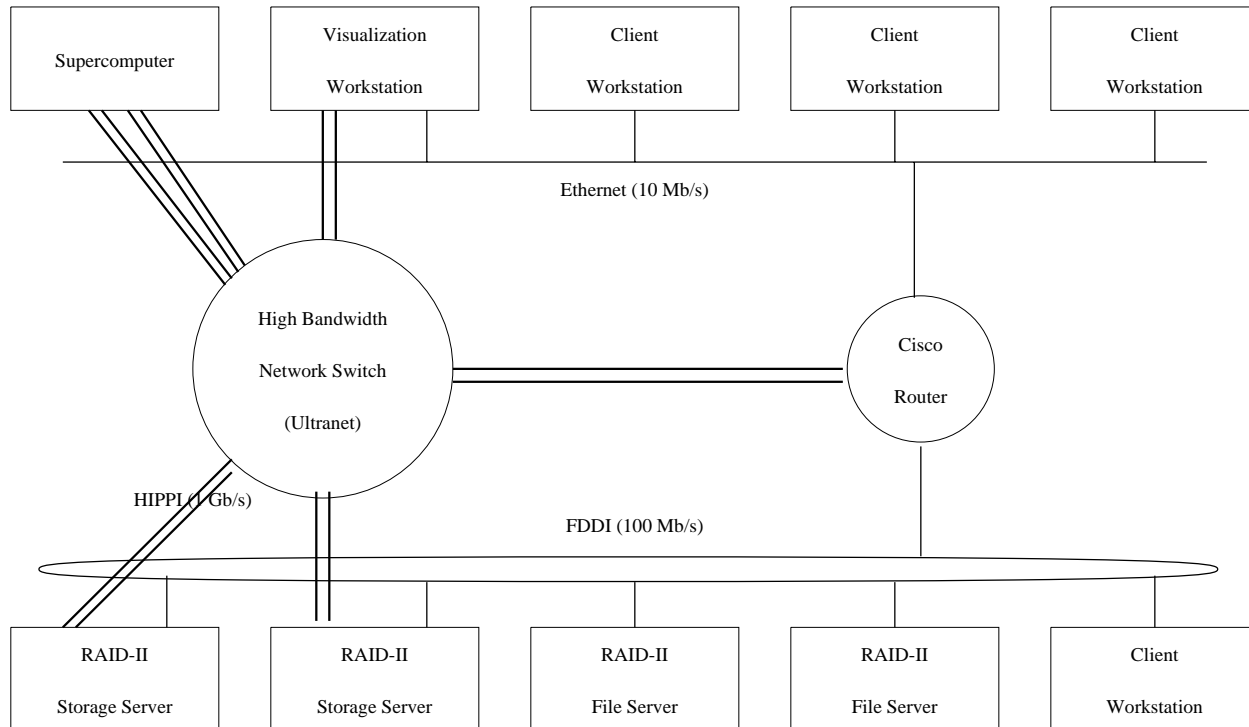 Supercomputer
Visualization
Workstation
Client
Workstation
Client
Workstation
Client
Workstation
Ethernet (10 Mb/s)
High Bandwidth
Network Switch
(Ultranet)
Cisco
Router
HIPPI (1 Gb/s)
FDDI (100 Mb/s)
RAID-II
Storage Server
RAID-II
Storage Server
RAID-II
File Server
RAID-II
File Server
Client
Workstation